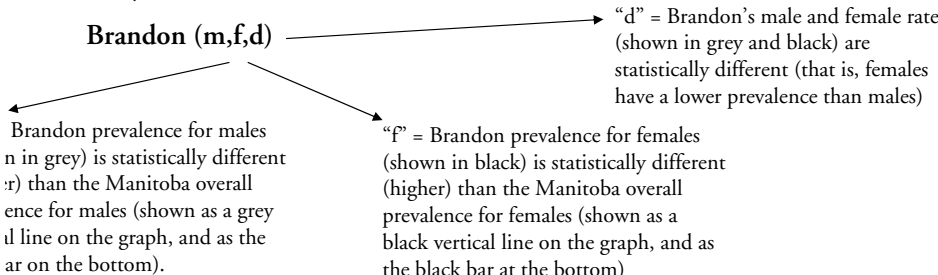 Brandon (m,f,d)
“d” = Brandon’s male and female rate
(shown in grey and black) are
statistically different (that is, females
have a lower prevalence than males)
Brandon prevalence for males
in grey) is statistically different
than the Manitoba overall
for males (shown as a grey
line on the graph, and as the
on the bottom).
“f” = Brandon prevalence for females
(shown in black) is statistically different
(higher) than the Manitoba overall
prevalence for females (shown as a
black vertical line on the graph, and as
the black bar at the bottom)